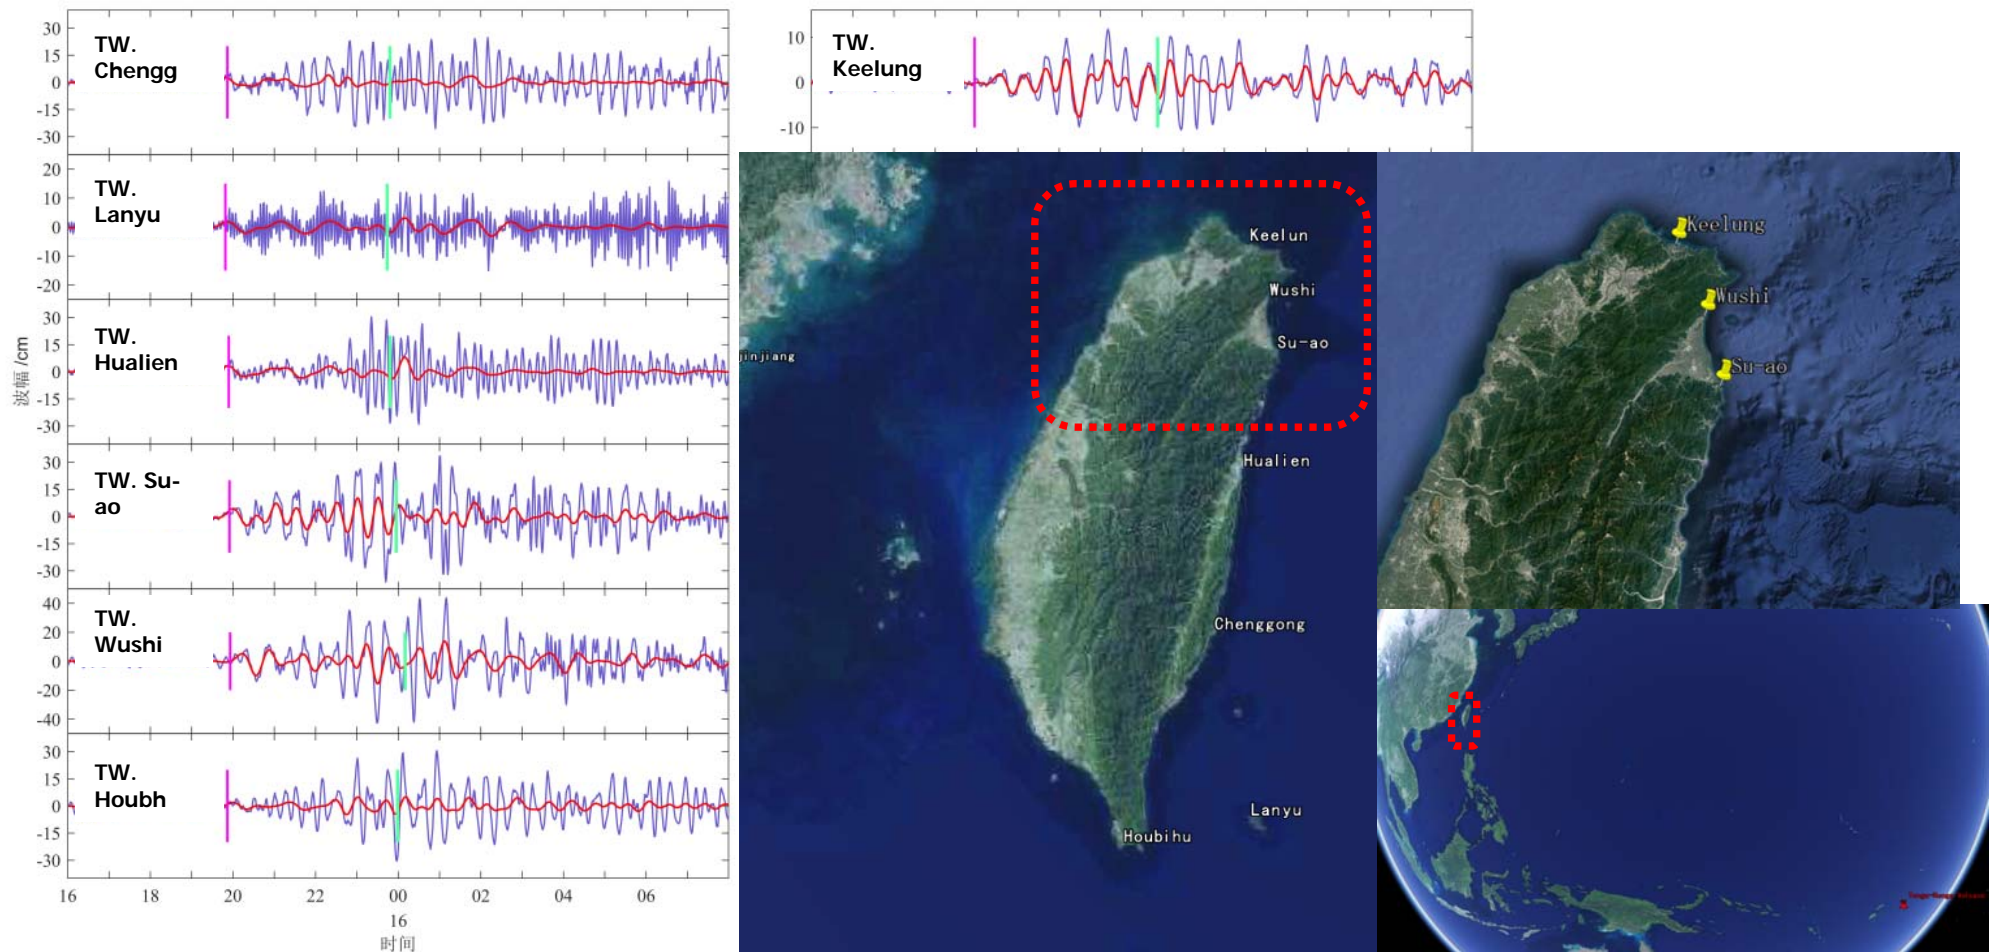 30
15
0
-15
-30
TW.
Chengg
20
10
0
-10
-20
TW.
Lanyu
30
15
0
-15
-30
TW.
Hualien
波幅 /cm
30
15
0
-15
-30
TW. Su-
ao
40
20
0
-20
-40
TW.
Wushi
30
15
0
-15
-30
TW.
Houbh
16
20
22
00
02
04
06
16
时间
10
0
-10
TW.
Keelung
Keelun
Wushi
Su-ao
jinjiang
Hualien
Chenggong
Lanyu
Houbihu
Keelung
Wushi
Su-ao